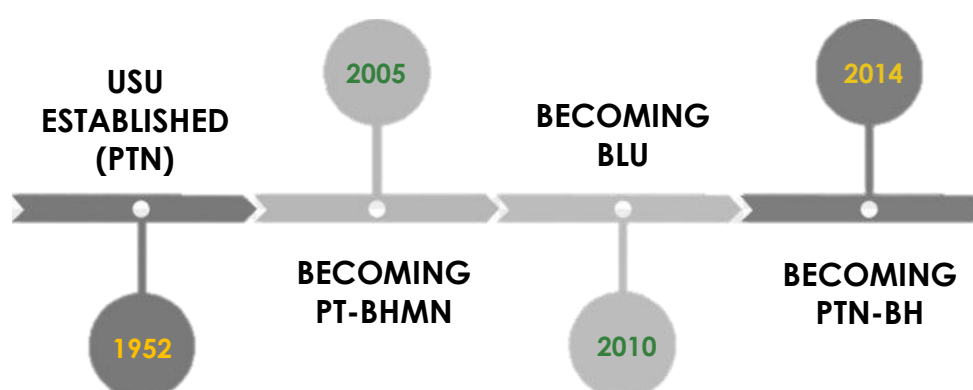 USU
ESTABLISHED
(PTN)
1952
2005
BECOMING
PT-BHMN
BECOMING
BLU
2010
2014
BECOMING
PTN-BH